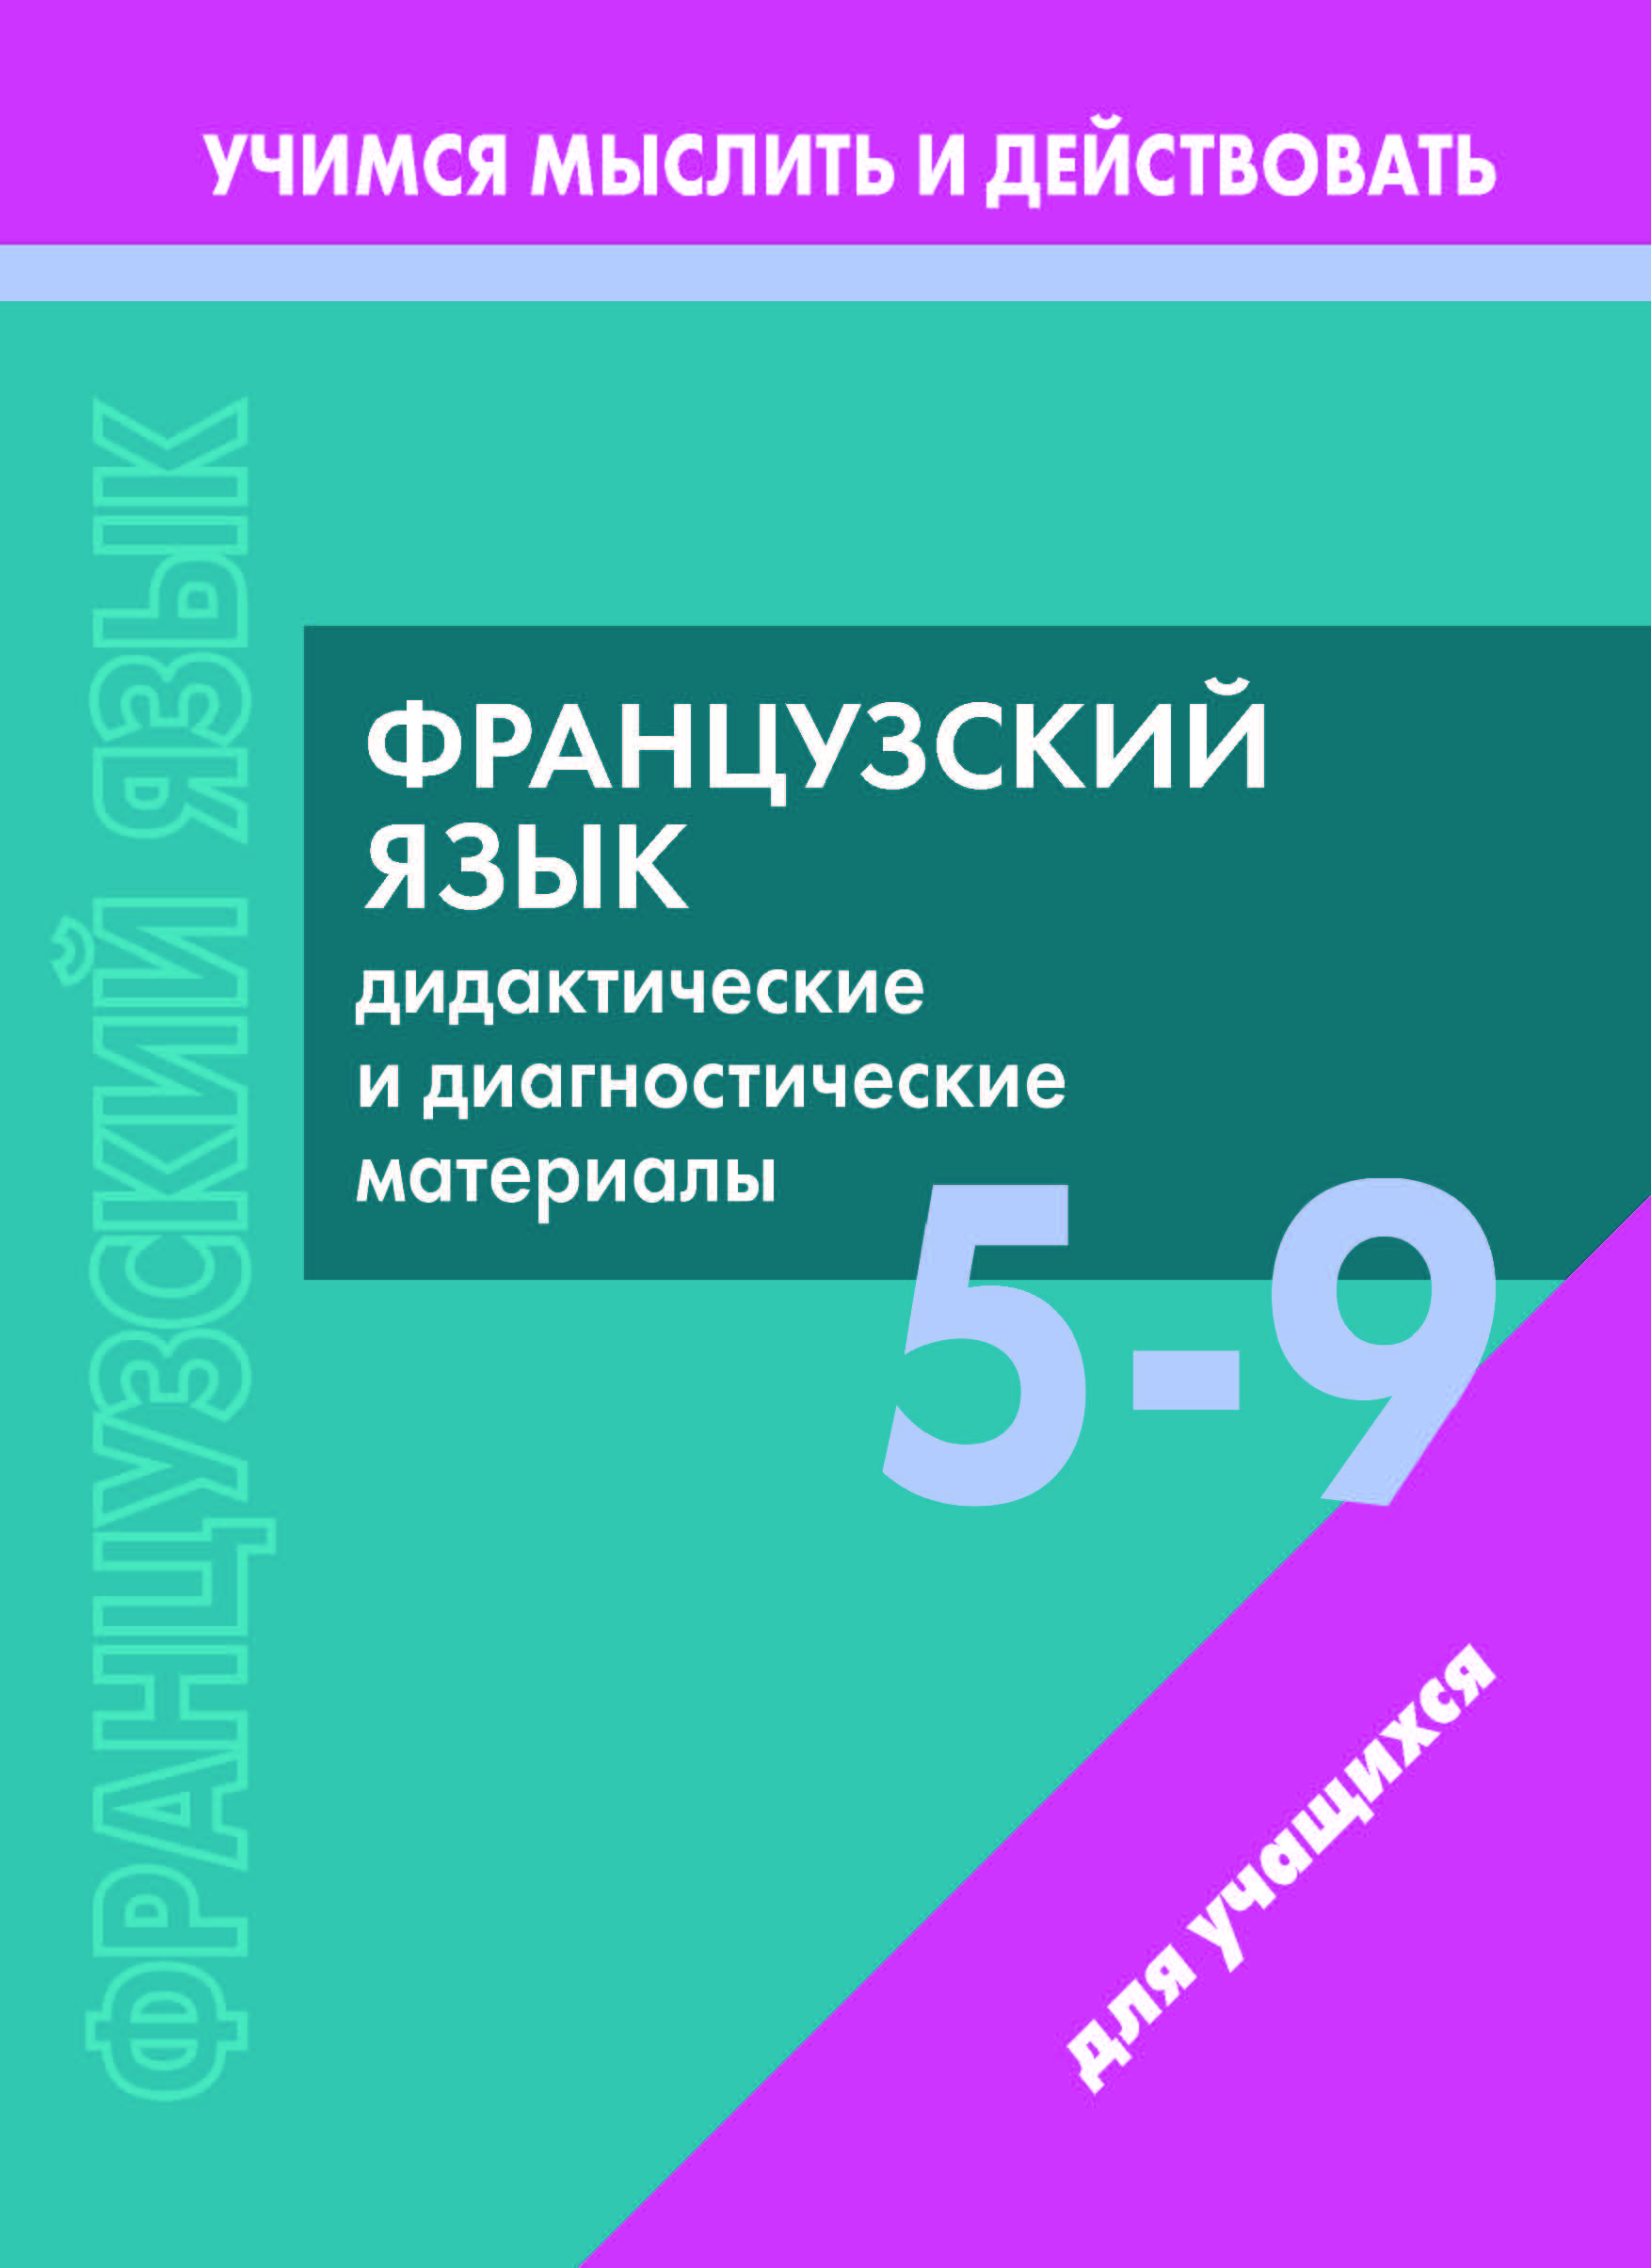 УЧИМСЯ МЫСЛИТЬ И ДЕЙСТВОВАТЬ
ФРАНЦУЗСКИЙ ЯЗЫК
ФРАНЦУЗСКИЙ
ЯЗЫК
дидактические
и диагностические
материалы
5-9
для учащихся